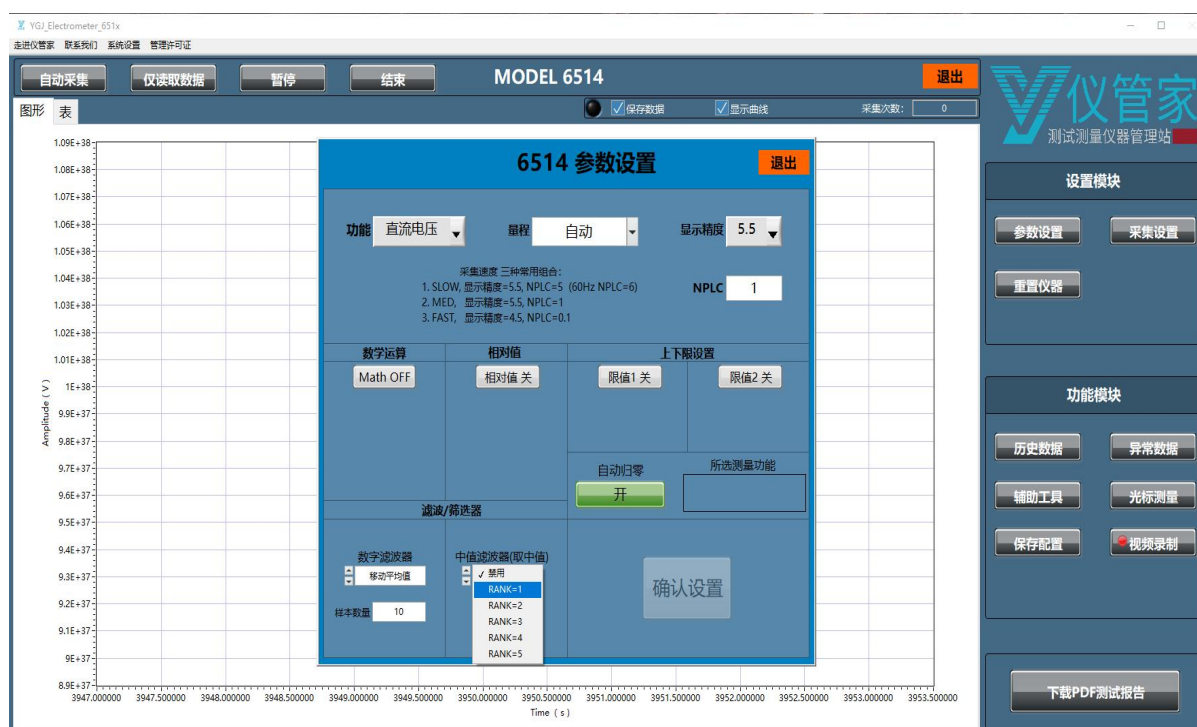 YGJ_Electrometer_651x
走进仪管家 联系我们 系统设置 管理许可证
自动采集 仅读取数据 暂停 结束 MODEL 6514 退出
图形 表 保存数据 显示曲线 采集次数: 0
仪管家
测试测量仪器管理站
设置模块
参数设置 采集设置
重置仪器
功能模块
历史数据 异常数据
辅助工具 光标测量
保存配置 视频录制
下载PDF测试报告
6514 参数设置 退出
功能 直流电压 量程 自动 显示精度 5.5
采集速度 三种常用组合:
1. SLOW, 显示精度=5.5, NPLC=5 (60Hz NPLC=6)
2. MED, 显示精度=5.5, NPLC=1
3. FAST, 显示精度=4.5, NPLC=0.1
NPLC 1
数学运算 相对值 上下限设置
Math OFF 相对值 关 限值1 关 限值2 关
自动归零 所选测量功能
开
滤波/筛选器
数字滤波器 中值滤波器(取中值)
移动平均值 ✓ 禁用
RANK=1
样本数量 10 RANK=2
RANK=3
RANK=4
RANK=5
确认设置
Amplitude ( V )
1.09E+38
1.08E+38
1.07E+38
1.06E+38
1.05E+38
1.04E+38
1.03E+38
1.02E+38
1.01E+38
1E+38
9.9E+37
9.8E+37
9.7E+37
9.6E+37
9.5E+37
9.4E+37
9.3E+37
9.2E+37
9.1E+37
9E+37
8.9E+37
3947.000000 3947.500000 3948.000000 3948.500000 3949.000000 3949.500000 3950.000000 3950.500000 3951.000000 3951.500000 3952.000000 3952.500000 3953.000000 3953.500000
Time ( s )